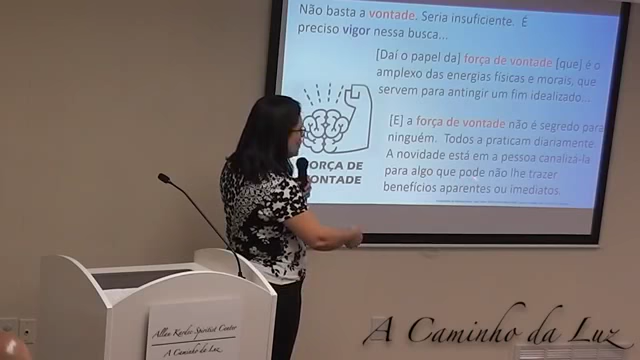 Não basta a vontade. Seria insuficiente. É
preciso vigor nessa busca...
[Daí o papel da] força de vontade [que] é o
amplexo das energias físicas e morais, que
servem para antingir um fim idealizado...
[E] a força de vontade não é segredo para
ninguém. Todos a praticam diariamente.
A novidade está em a pessoa canalizá-la
para algo que pode não lhe trazer
benefícios aparentes ou imediatos.
FORÇA DE
VONTADE
Allan Kardec Spiritist Center
A Caminho da Luz
A Caminho da Luz